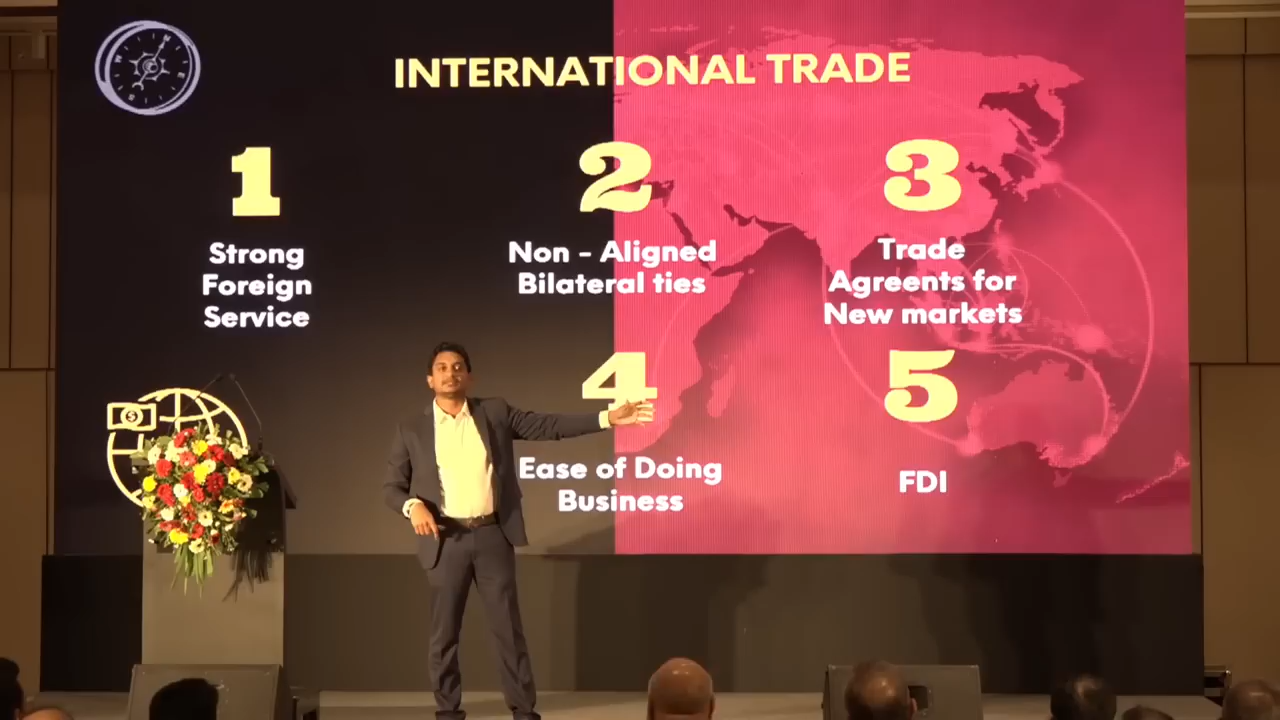 INTERNATIONAL TRADE
1
Strong
Foreign
Service
2
Non - Aligned
Bilateral ties
3
Trade
Agreents for
New markets
4
Ease of Doing
Business
5
FDI